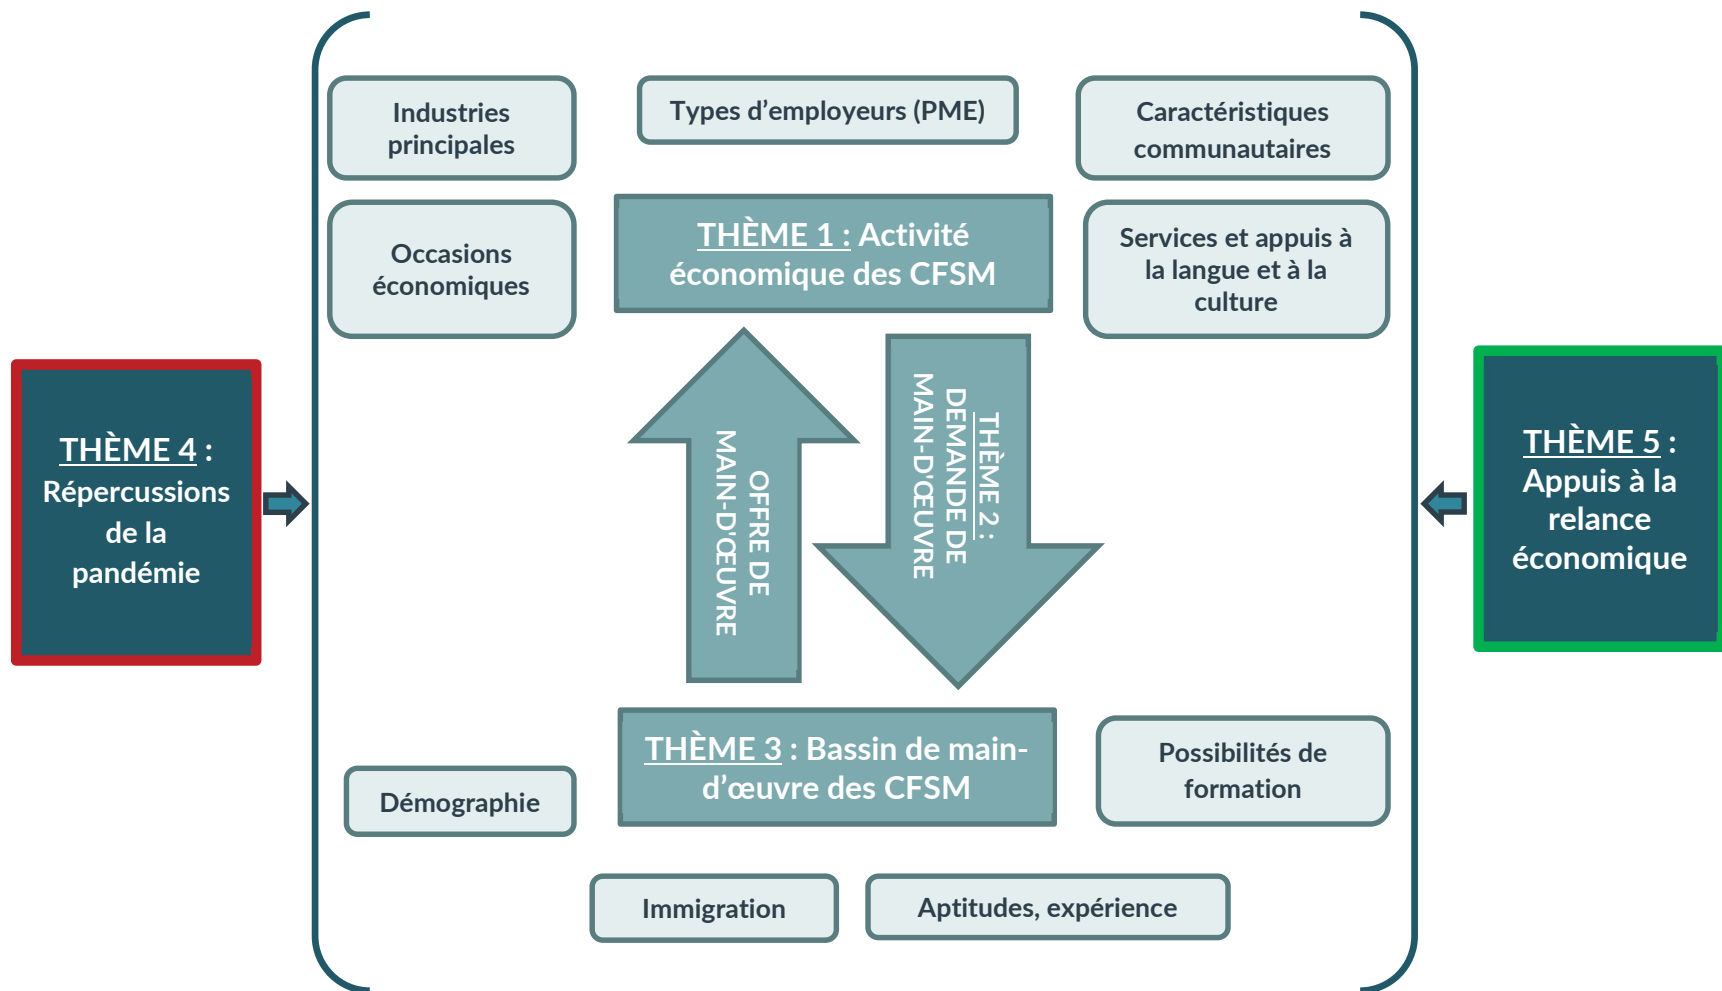 Industries
principales
Types d’employeurs (PME)
Caractéristiques
communautaires
Occasions
économiques
THÈME 1 : Activité
économique des CFSM
Services et appuis à
la langue et à la
culture
THÈME 4 :
Répercussions
de la
pandémie
OFFRE DE
MAIN-D'ŒUVRE
THÈME 2 :
DEMANDE DE
MAIN-D'ŒUVRE
THÈME 5 :
Appuis à la
relance
économique
THÈME 3 : Bassin de main-
d’œuvre des CFSM
Possibilités de
formation
Démographie
Immigration
Aptitudes, expérience